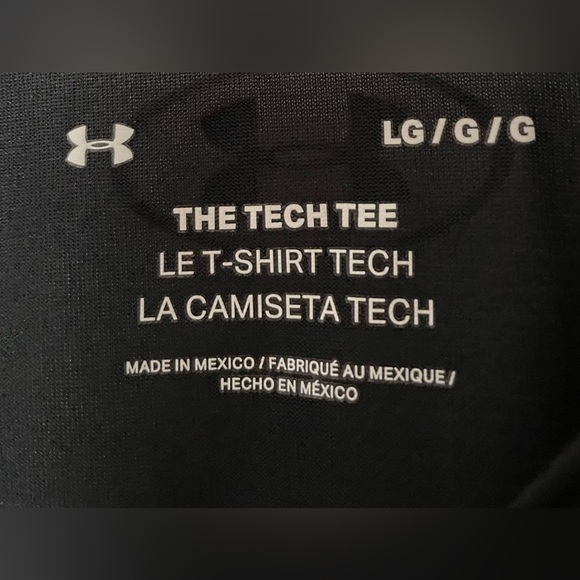 LG / G / G
THE TECH TEE
LE T-SHIRT TECH
LA CAMISETA TECH
MADE IN MEXICO / FABRIQUÉ AU MEXIQUE /
HECHO EN MÉXICO